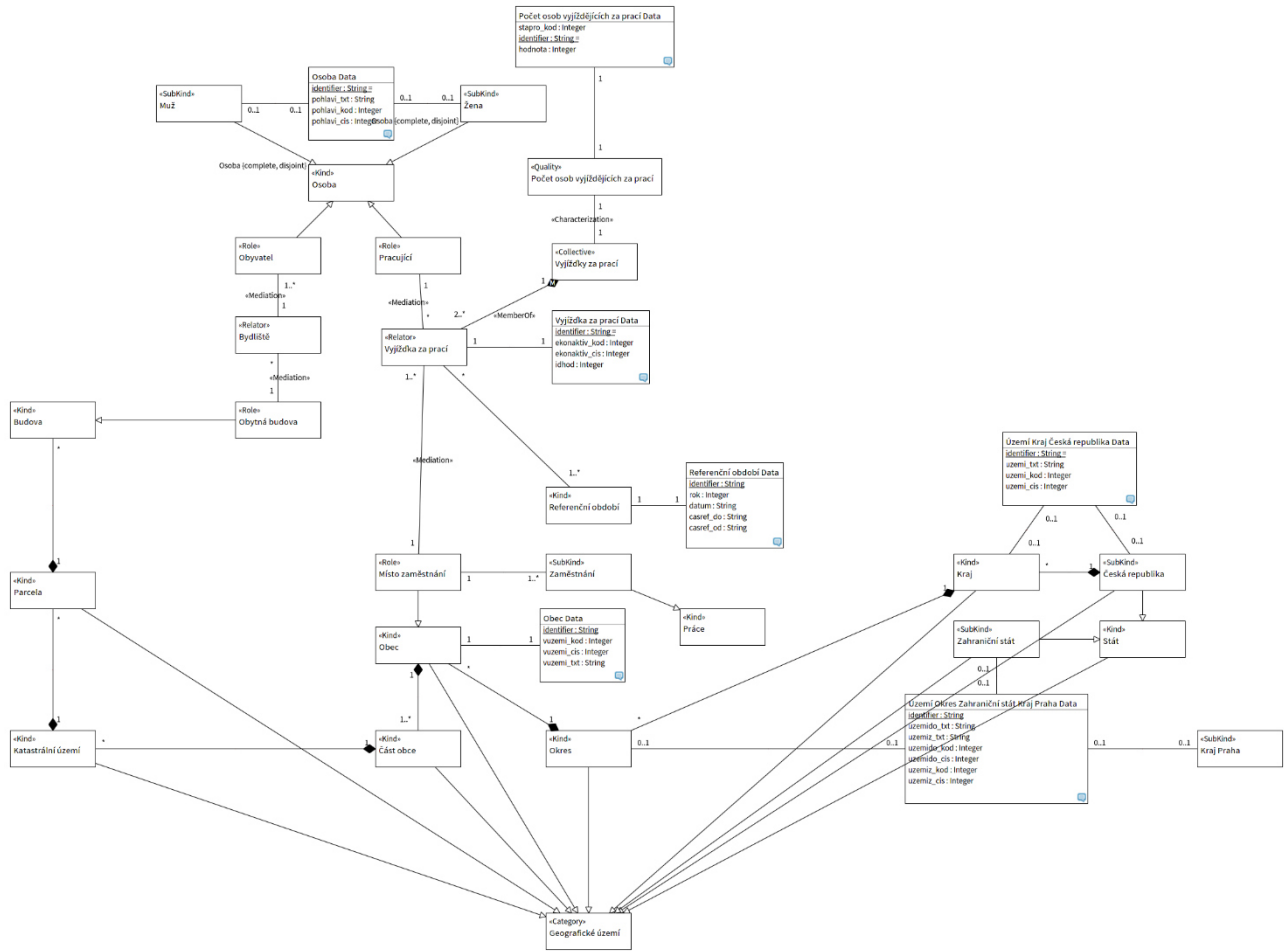 Počet osob vyjíždějících za prací Data
stapro_kod : Integer
identifier : String =
hodnota : Integer
1
Osoba Data
identifier : String =
pohlavi_txt : String
pohlavi_kod : Integer
pohlavi_cis : Integer
«SubKind»
Muž
0..1
0..1
«SubKind»
Žena
0..1
0..1
Osoba {complete, disjoint}
Osoba {complete, disjoint}
«Kind»
Osoba
1
«Quality»
Počet osob vyjíždějících za prací
1
«Characterization»
1
«Role»
Obyvatel
«Role»
Pracující
«Collective»
Vyjížďky za prací
1..*
«Mediation»
1
1
«Mediation»
*
1
M
2..*
«MemberOf»
«Relator»
Bydliště
«Relator»
Vyjížďka za prací
1
1
Vyjížďka za prací Data
identifier : String =
ekonaktiv_kod : Integer
ekonaktiv_cis : Integer
idhod : Integer
*
«Mediation»
1
1..*
*
«Kind»
Budova
«Role»
Obytná budova
*
«Mediation»
1..*
1
Území Kraj Česká republika Data
identifier : String =
uzemi_txt : String
uzemi_kod : Integer
uzemi_cis : Integer
Referenční období Data
identifier : String
rok : Integer
datum : String
casref_do : String
casref_od : String
«Kind»
Referenční období
1
1
0..1
0..1
0..1
0..1
1
«Kind»
Parcela
«Role»
Místo zaměstnání
1
1..*
«SubKind»
Zaměstnání
«Kind»
Kraj
*
1
«SubKind»
Česká republika
1
*
«Kind»
Práce
«Kind»
Obec
1
1
Obec Data
identifier : String
vuzemi_kod : Integer
vuzemi_cis : Integer
vuzemi_txt : String
«SubKind»
Zahraniční stát
«Kind»
Stát
*
1
0..1
0..1
1..*
1
*
1
«Kind»
Katastrální území
*
1
«Kind»
Část obce
«Kind»
Okres
0..1
0..1
Území Okres Zahraniční stát Kraj Praha Data
identifier : String
uzemido_txt : String
uzemiz_txt : String
uzemido_kod : Integer
uzemido_cis : Integer
uzemiz_kod : Integer
uzemiz_cis : Integer
0..1
0..1
«SubKind»
Kraj Praha
«Category»
Geografické území